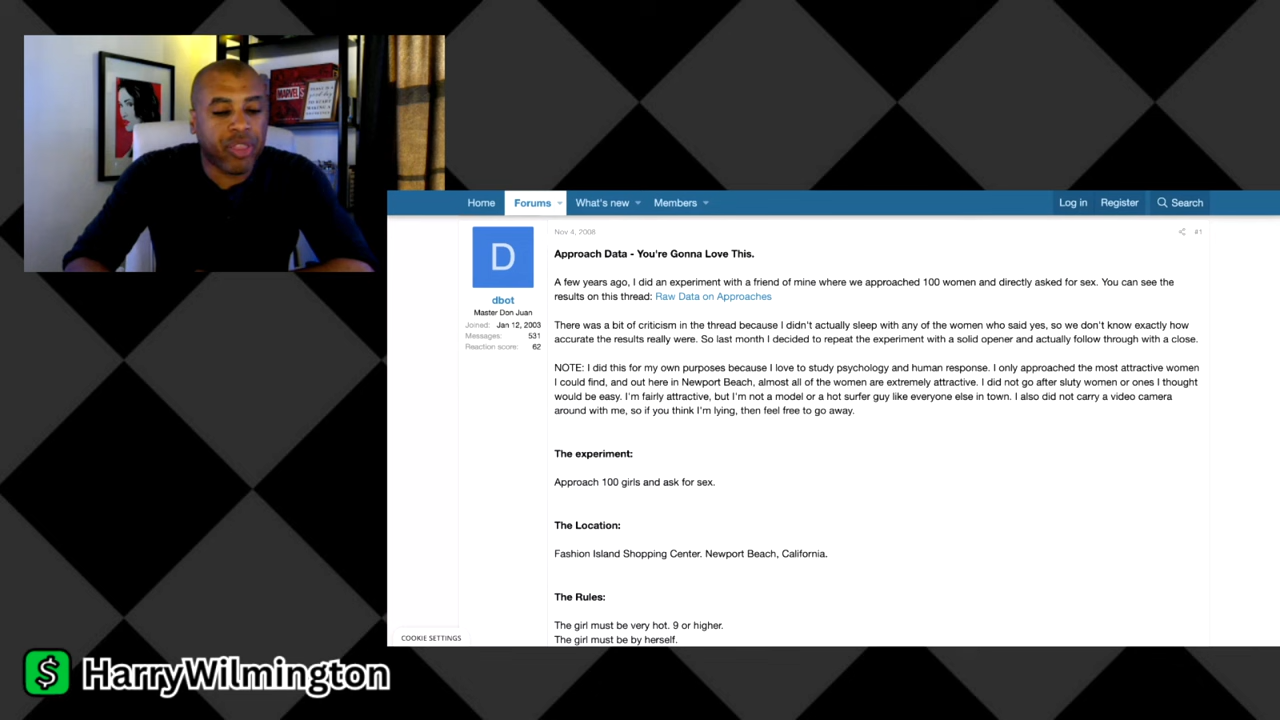 MARVEL
Home
Forums
What's new
Members
Log in
Register
Search
Nov 4, 2008
#1
D
dbot
Master Don Juan
Joined: Jan 12, 2003
Messages: 531
Reaction score: 62
Approach Data - You're Gonna Love This.
A few years ago, I did an experiment with a friend of mine where we approached 100 women and directly asked for sex. You can see the
results on this thread: Raw Data on Approaches
There was a bit of criticism in the thread because I didn't actually sleep with any of the women who said yes, so we don't know exactly how
accurate the results really were. So last month I decided to repeat the experiment with a solid opener and actually follow through with a close.
NOTE: I did this for my own purposes because I love to study psychology and human response. I only approached the most attractive women
I could find, and out here in Newport Beach, almost all of the women are extremely attractive. I did not go after slutty women or ones I thought
would be easy. I'm fairly attractive, but I'm not a model or a hot surfer guy like everyone else in town. I also did not carry a video camera
around with me, so if you think I'm lying, then feel free to go away.
The experiment:
Approach 100 girls and ask for sex.
The Location:
Fashion Island Shopping Center. Newport Beach, California.
The Rules:
The girl must be very hot. 9 or higher.
The girl must be by herself.
COOKIE SETTINGS
$ HarryWilmington